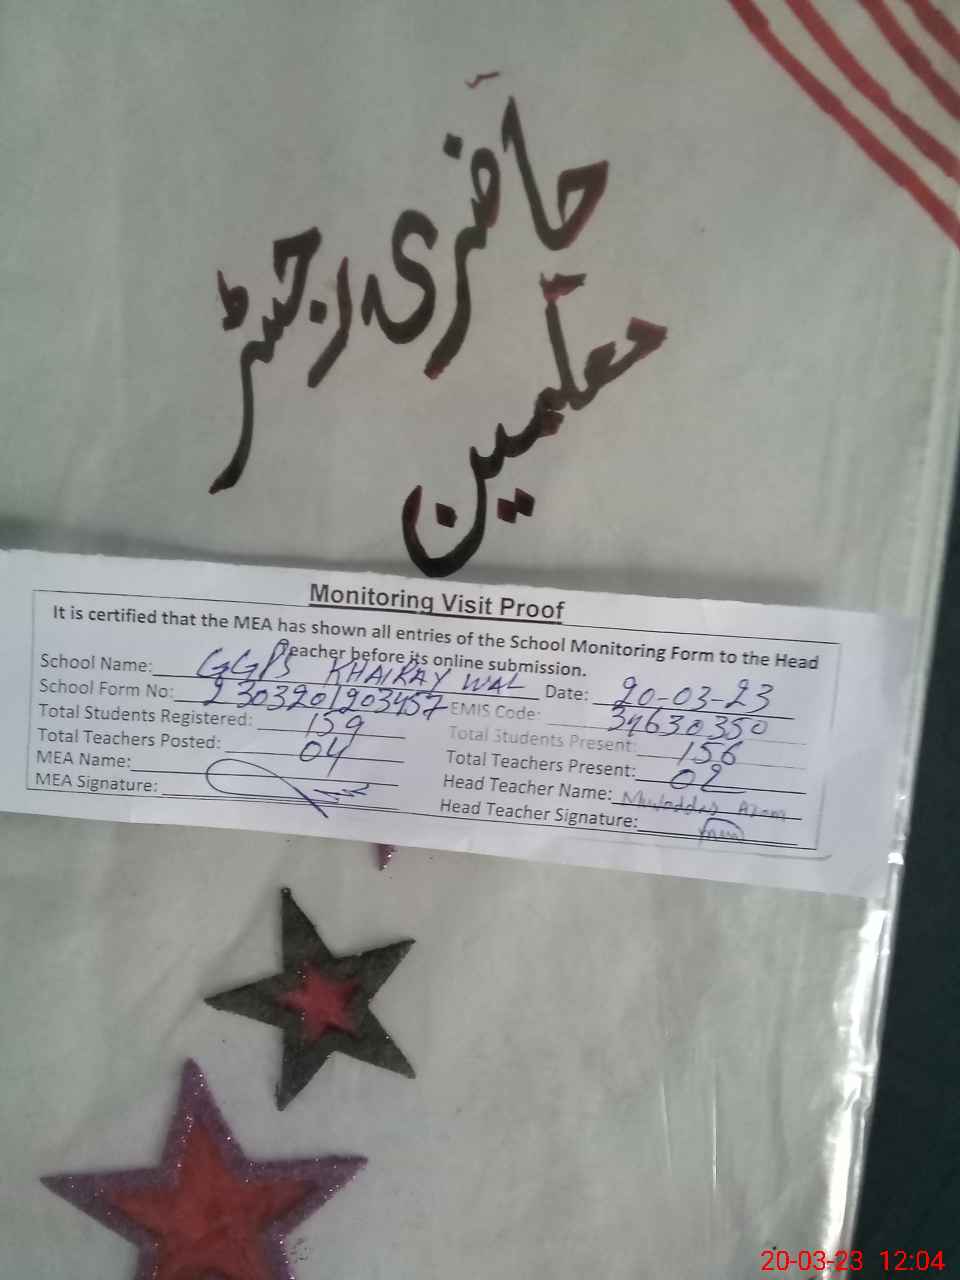 حاضری رجسٹر
معلمین
Monitoring Visit Proof
It is certified that the MEA has shown all entries of the School Monitoring Form to the Head
Teacher before its online submission.
School Name: GGPS KHAIRAY WAL Date: 20-03-23
School Form No: 2303201203457 EMIS Code: 34630350
Total Students Registered: 159 Total Students Present: 156
Total Teachers Posted: 04 Total Teachers Present: 02
MEA Name: Head Teacher Name: Azam
MEA Signature: Head Teacher Signature:
20-03-23 12:04